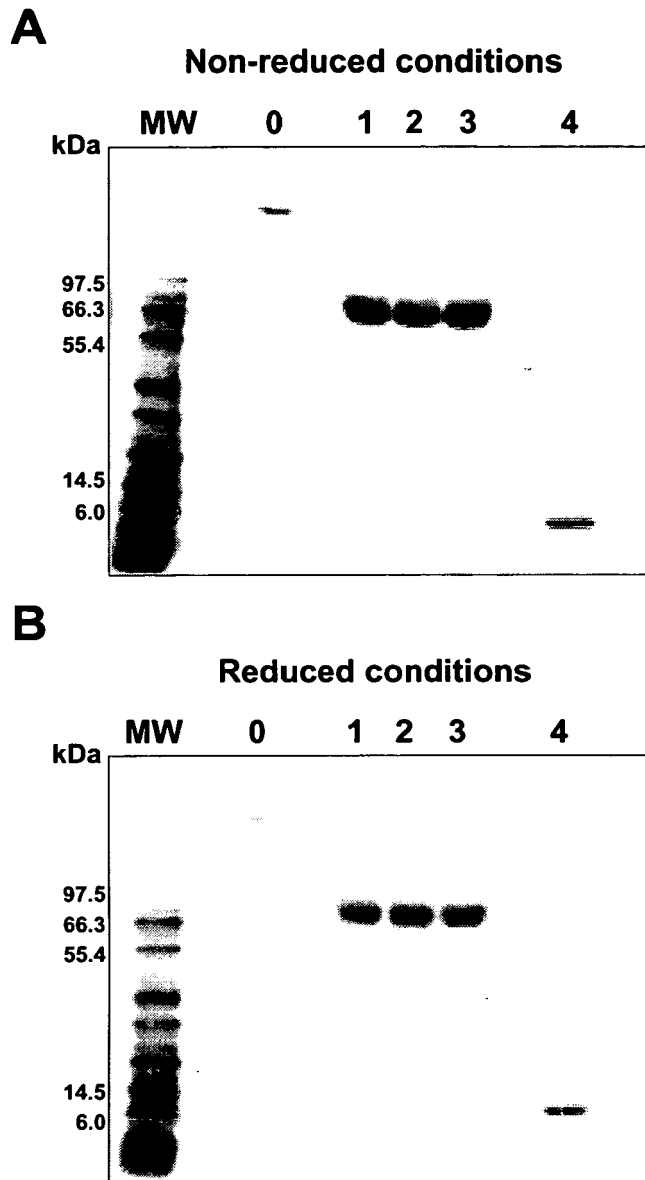 A
Non-reduced conditions
MW 0 1 2 3 4
kDa
97.5
66.3
55.4
14.5
6.0
B
Reduced conditions
MW 0 1 2 3 4
kDa
97.5
66.3
55.4
14.5
6.0